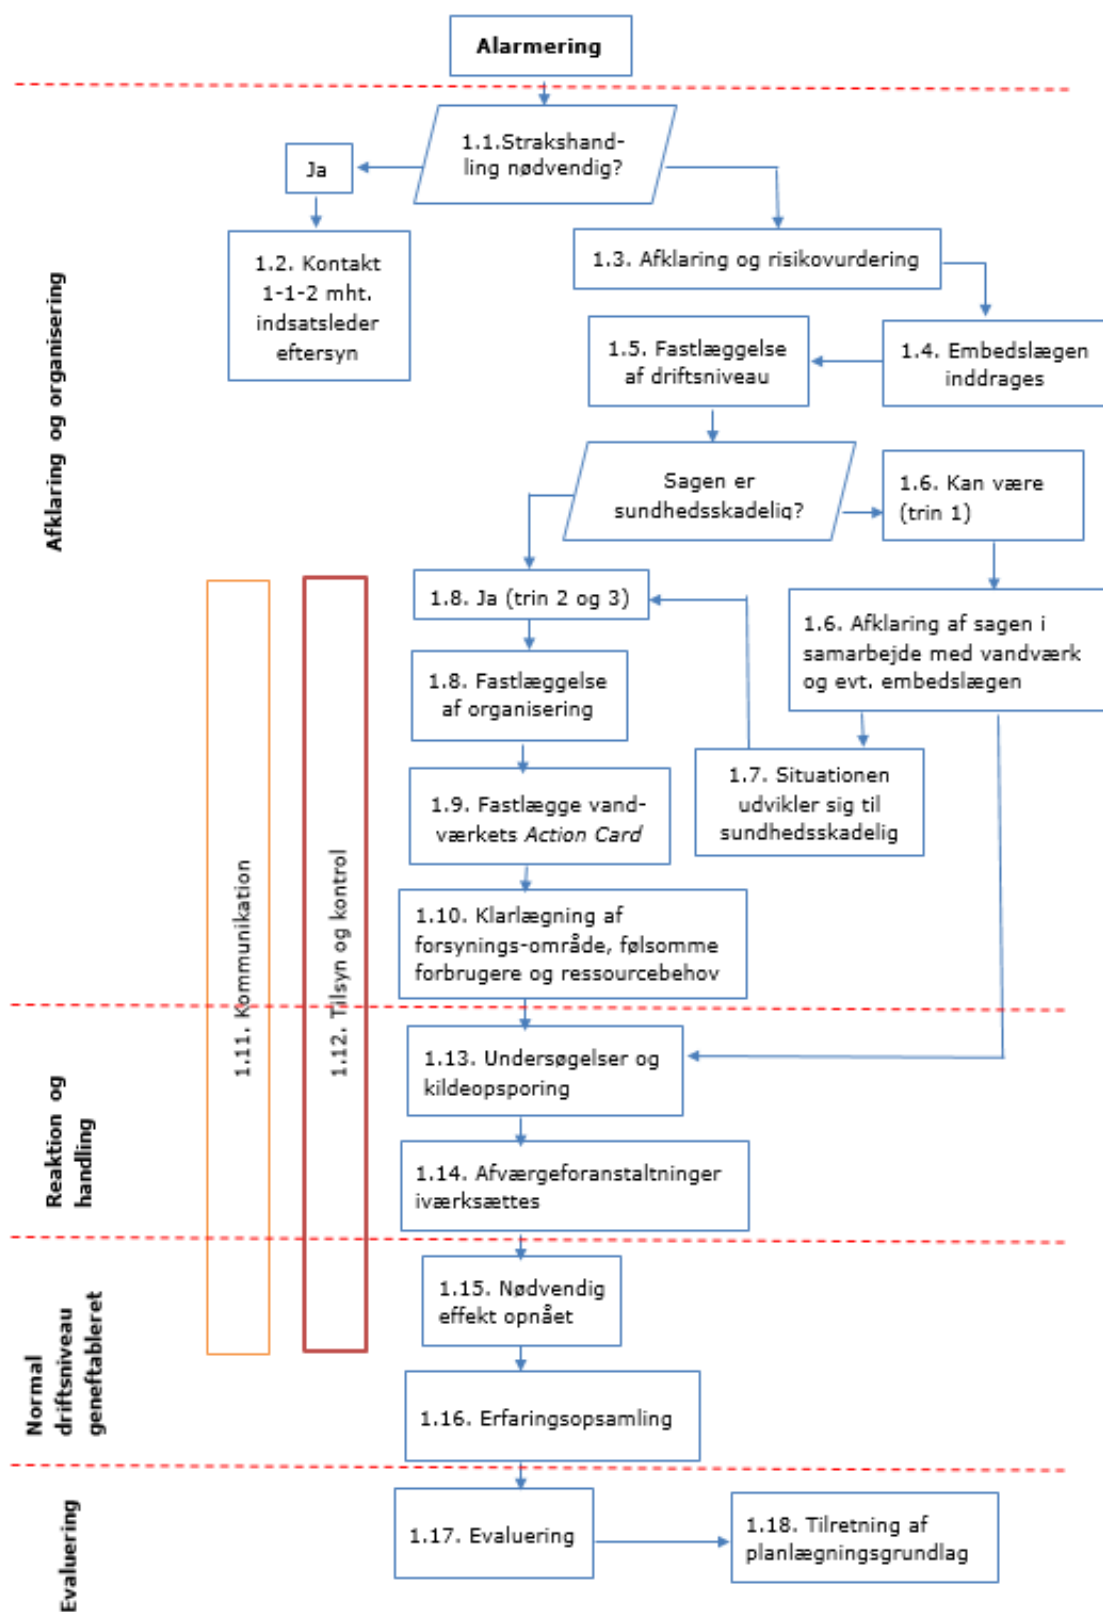 Alarmering
1.1.Strakshand-
ling nødvendig?
Ja
1.2. Kontakt
1-1-2 mht.
indsatsleder
eftersyn
1.3. Afklaring og risikovurdering
1.4. Embedslægen
inddrages
1.5. Fastlæggelse
af driftsniveau
Sagen er
sundhedsskadelig?
1.6. Kan være
(trin 1)
Afklaring og organisering
1.8. Ja (trin 2 og 3)
1.6. Afklaring af sagen i
samarbejde med vandværk
og evt. embedslægen
1.8. Fastlæggelse
af organisering
1.7. Situationen
udvikler sig til
sundhedsskadelig
1.9. Fastlægge vand-
værkets Action Card
1.10. Klarlægning af
forsynings-område, følsomme
forbrugere og ressourcebehov
1.11. Kommunikation
1.12. Tilsyn og kontrol
Reaktion og
handling
1.13. Undersøgelser og
kildeopsporing
1.14. Afværgeforanstaltninger
iværksættes
Normal
driftsniveau
geneftableret
1.15. Nødvendig
effekt opnået
1.16. Erfaringsopsamling
Evaluering
1.17. Evaluering
1.18. Tilretning af
planlægningsgrundlag